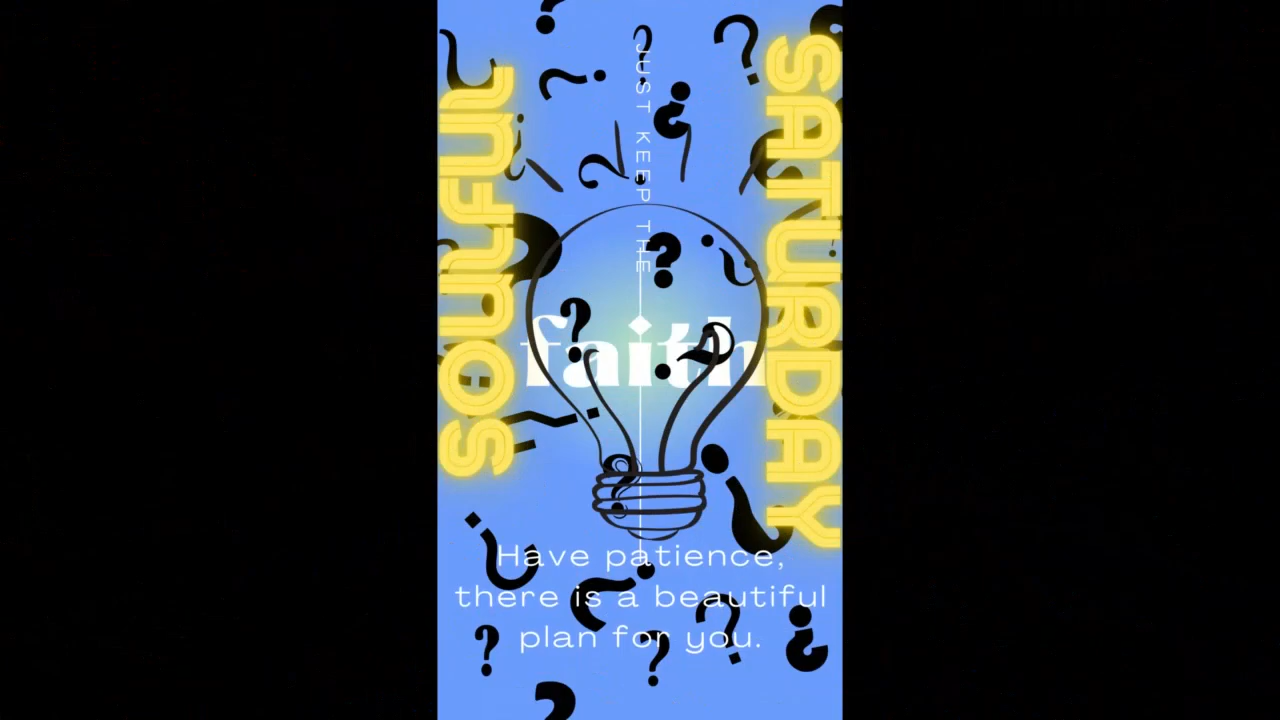 SOULFUL
SATURDAY
JUST KEEP THE
faith
Have patience,
there is a beautiful
plan for you.